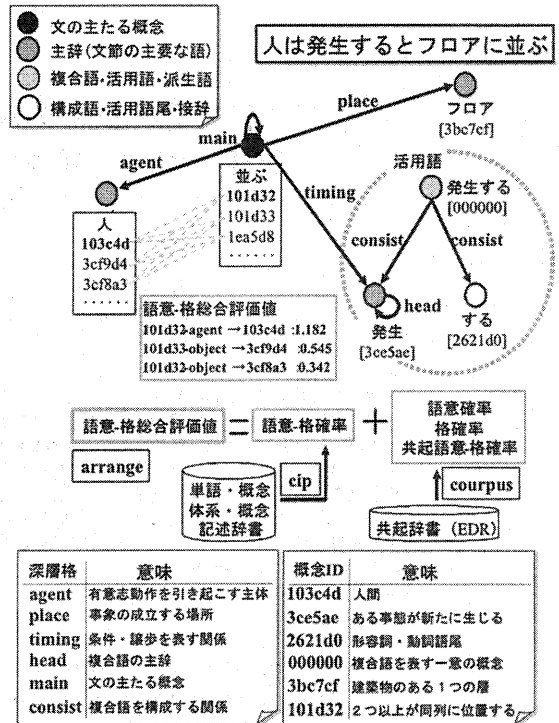 文の主たる概念
主辞(文節の主要な語)
複合語・活用語・派生語
構成語・活用語尾・接辞
人は発生するとフロアに並ぶ
place
フロア
[3bc7cf]
main
agent
timing
並ぶ
101d32
101d33
1ea5d8
……
人
103c4d
3cf9d4
3cf8a3
……
活用語
発生する
[000000]
consist
consist
head
発生
[3ce5ae]
する
[2621d0]
語意-格総合評価値
101d32-agent →103c4d :1.182
101d33-object →3cf9d4 :0.545
101d32-object →3cf8a3 :0.342
語意-格総合評価値
=
語意-格確率
+
語意確率
格確率
共起語意-格確率
arrange
cip
courpus
単語・概念
体系・概念
記述辞書
共起辞書 (EDR)
深層格 意味
agent 有意志動作を引き起こす主体
place 事象の成立する場所
timing 条件・譲歩を表す関係
head 複合語の主辞
main 文の主たる概念
consist 複合語を構成する関係
概念ID 意味
103c4d 人間
3ce5ae ある事態が新たに生じる
2621d0 形容詞・動詞語尾
000000 複合語を表す一意の概念
3bc7cf 建築物のある1つの層
101d32 2つ以上が同列に位置する